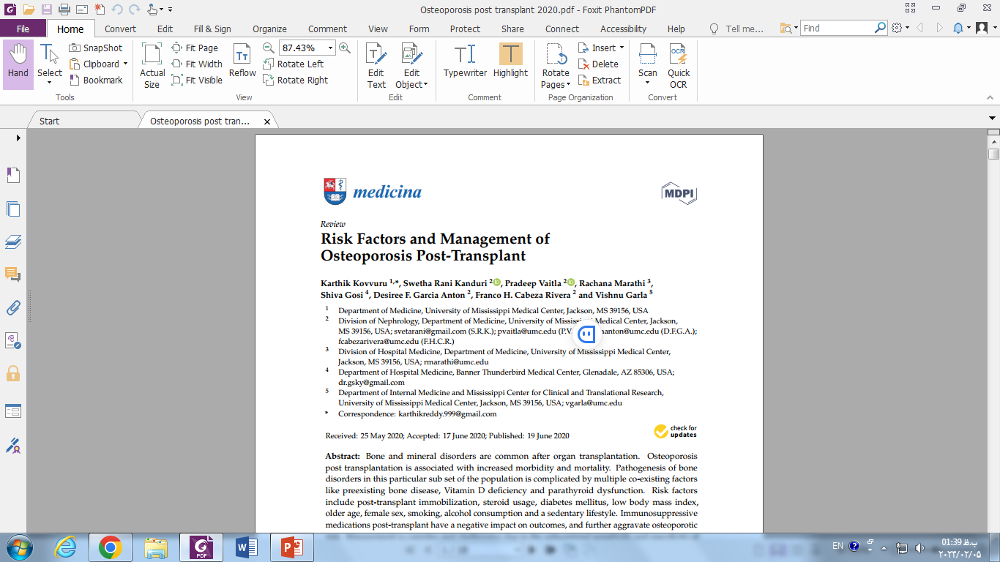 Osteoporosis post transplant 2020.pdf - Foxit PhantomPDF
File Home Convert Edit Fill & Sign Organize Comment View Form Protect Share Connect Accessibility Help Tell me... Find
Hand
Select
SnapShot
Clipboard
Bookmark
Tools
Actual Size
Fit Page
Fit Width
Fit Visible
Reflow
87.43%
Rotate Left
Rotate Right
View
Edit Text
Edit Object
Edit
Typewriter
Highlight
Comment
Rotate Pages
Insert
Delete
Extract
Page Organization
Scan
Quick OCR
Convert
Start
Osteoporosis post tran...
medicina
MDPI
Review
Risk Factors and Management of
Osteoporosis Post-Transplant
Karthik Kovvuru 1,*, Swetha Rani Kanduri 2 iD, Pradeep Vaitla 2 iD, Rachana Marathi 3,
Shiva Gosi 4, Desiree F. Garcia Anton 2, Franco H. Cabeza Rivera 2 and Vishnu Garla 5
1 Department of Medicine, University of Mississippi Medical Center, Jackson, MS 39156, USA
2 Division of Nephrology, Department of Medicine, University of Mississippi Medical Center, Jackson,
MS 39156, USA; svetarani@gmail.com (S.R.K.); pvaitla@umc.edu (P.V. anton@umc.edu (D.F.G.A.);
fcabezarivera@umc.edu (F.H.C.R.)
3 Division of Hospital Medicine, Department of Medicine, University of Mississippi Medical Center,
Jackson, MS 39156, USA; rmarathi@umc.edu
4 Department of Hospital Medicine, Banner Thunderbird Medical Center, Glenadale, AZ 85306, USA;
dr.gsky@gmail.com
5 Department of Internal Medicine and Mississippi Center for Clinical and Translational Research,
University of Mississippi Medical Center, Jackson, MS 39156, USA; vgarla@umc.edu
* Correspondence: karthikreddy.999@gmail.com
check for
updates
Received: 25 May 2020; Accepted: 17 June 2020; Published: 19 June 2020
Abstract: Bone and mineral disorders are common after organ transplantation. Osteoporosis
post transplantation is associated with increased morbidity and mortality. Pathogenesis of bone
disorders in this particular sub set of the population is complicated by multiple co-existing factors
like preexisting bone disease, Vitamin D deficiency and parathyroid dysfunction. Risk factors
include post-transplant immobilization, steroid usage, diabetes mellitus, low body mass index,
older age, female sex, smoking, alcohol consumption and a sedentary lifestyle. Immunosuppressive
medications post-transplant have a negative impact on outcomes, and further aggravate osteoporotic
PDF
EN
01:39 ب.ظ
۲۰۲۳/۰۲/۰۵